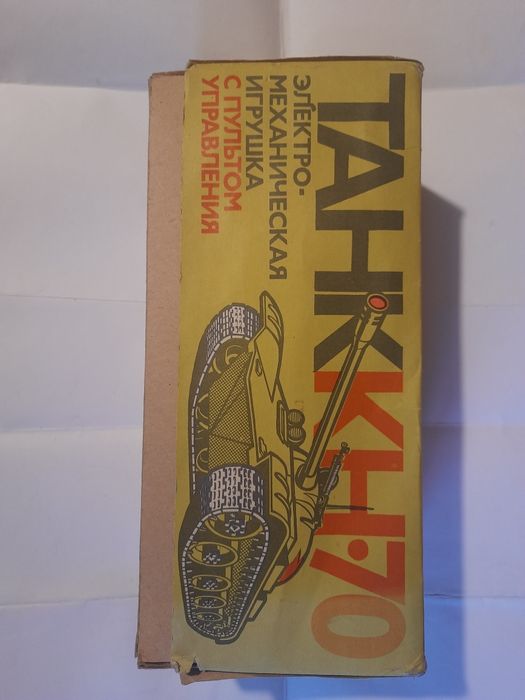 ТАНК КН-70
ЭЛЕКТРО-
МЕХАНИЧЕСКАЯ
ИГРУШКА
С ПУЛЬТОМ
УПРАВЛЕНИЯ